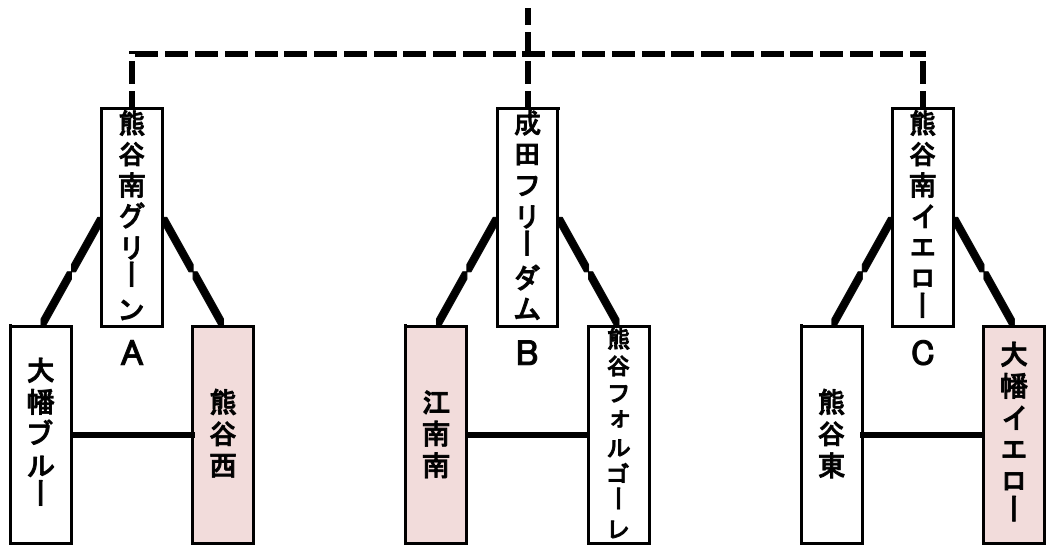 熊谷南グリーン
成田フリーダム
熊谷南イエロー
A
B
C
大幡ブルー
熊谷西
江南南
熊谷フォルゴーレ
熊谷東
大幡イエロー